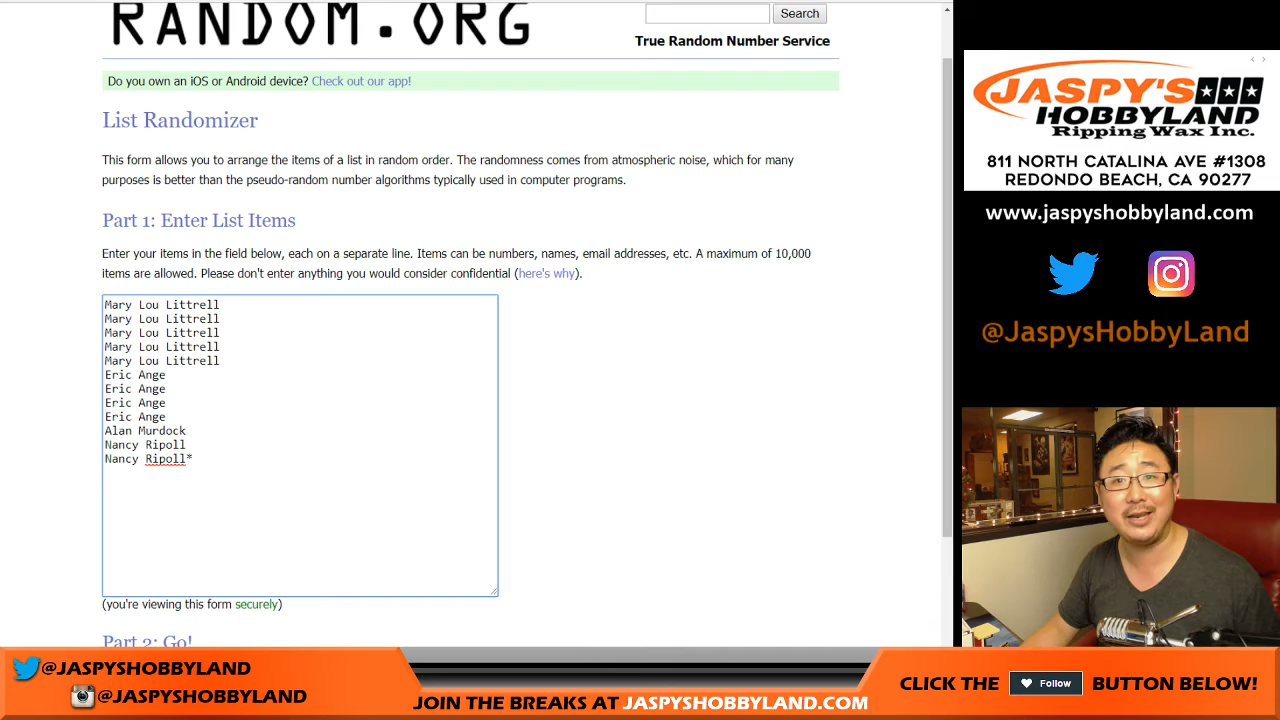 RANDOM.ORG
Search
True Random Number Service
Do you own an iOS or Android device? Check out our app!
List Randomizer
This form allows you to arrange the items of a list in random order. The randomness comes from atmospheric noise, which for many
purposes is better than the pseudo-random number algorithms typically used in computer programs.
Part 1: Enter List Items
Enter your items in the field below, each on a separate line. Items can be numbers, names, email addresses, etc. A maximum of 10,000
items are allowed. Please don't enter anything you would consider confidential (here's why).
Mary Lou Littrell
Mary Lou Littrell
Mary Lou Littrell
Mary Lou Littrell
Mary Lou Littrell
Eric Ange
Eric Ange
Eric Ange
Eric Ange
Alan Murdock
Nancy Ripoll
Nancy Ripoll*
(you're viewing this form securely)
Part 2: Go!
JASPY'S
HOBBYLAND
Ripping Wax Inc.
811 NORTH CATALINA AVE #1308
REDONDO BEACH, CA 90277
www.jaspyshobbyland.com
@JaspysHobbyLand
@JASPYSHOBBYLAND
@JASPYSHOBBYLAND
JOIN THE BREAKS AT JASPYSHOBBYLAND.COM
CLICK THE Follow BUTTON BELOW!